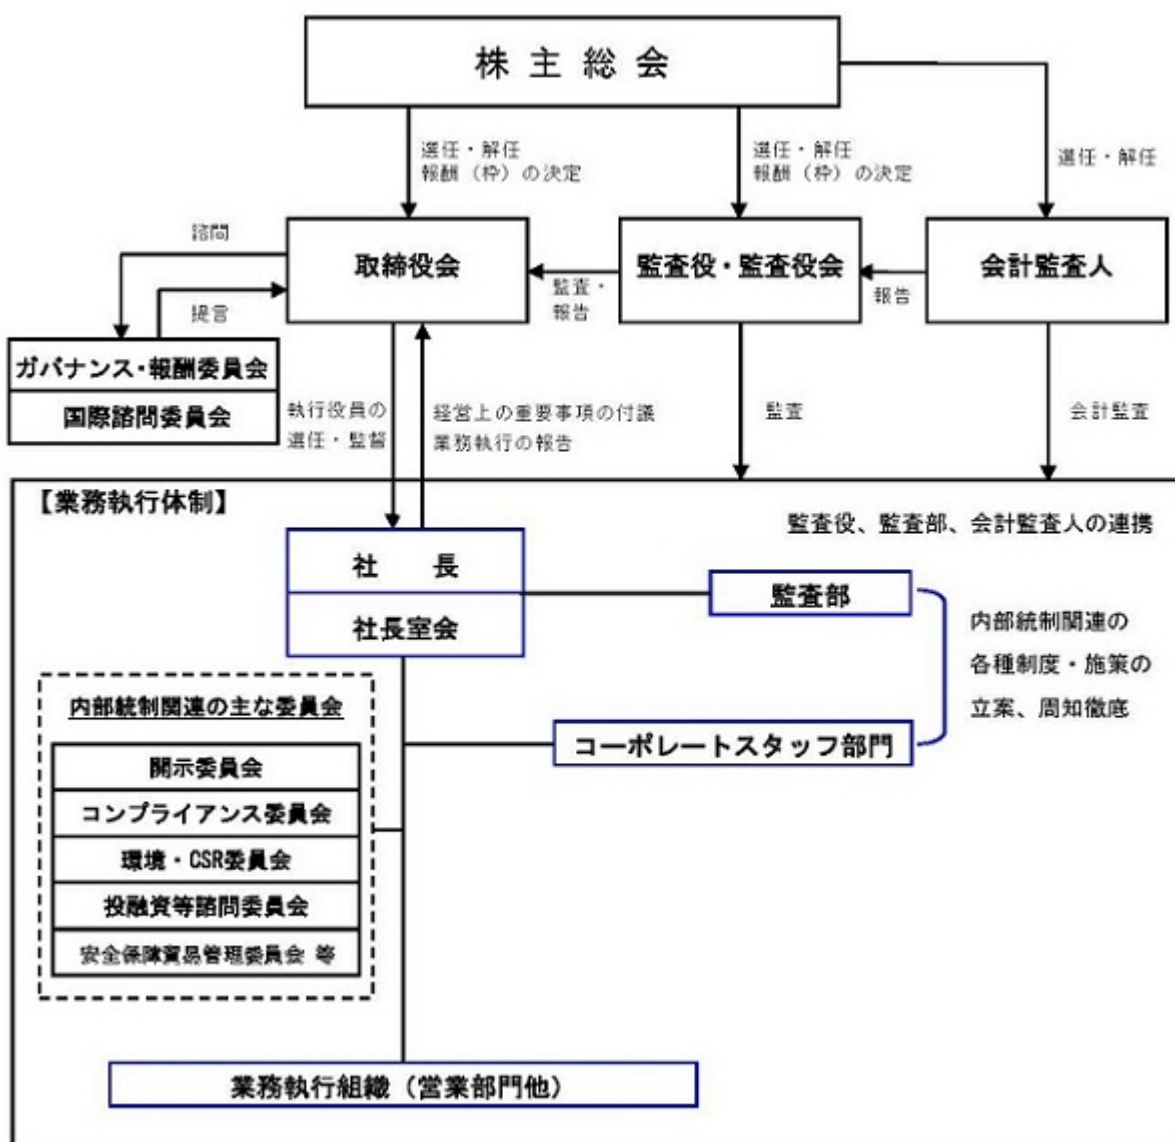 株 主 総 会
選任・解任
報酬（枠）の決定
選任・解任
報酬（枠）の決定
選任・解任
諮問
取締役会
監査役・監査役会
会計監査人
監査・
報告
報告
提言
ガバナンス・報酬委員会
国際諮問委員会
執行役員の
選任・監督
経営上の重要事項の付議
業務執行の報告
監査
会計監査
【業務執行体制】
監査役、監査部、会計監査人の連携
社　　長
社長室会
監査部
内部統制関連の
各種制度・施策の
立案、周知徹底
コーポレートスタッフ部門
内部統制関連の主な委員会
開示委員会
コンプライアンス委員会
環境・CSR委員会
投融資等諮問委員会
安全保障貿易管理委員会 等
業務執行組織（営業部門他）